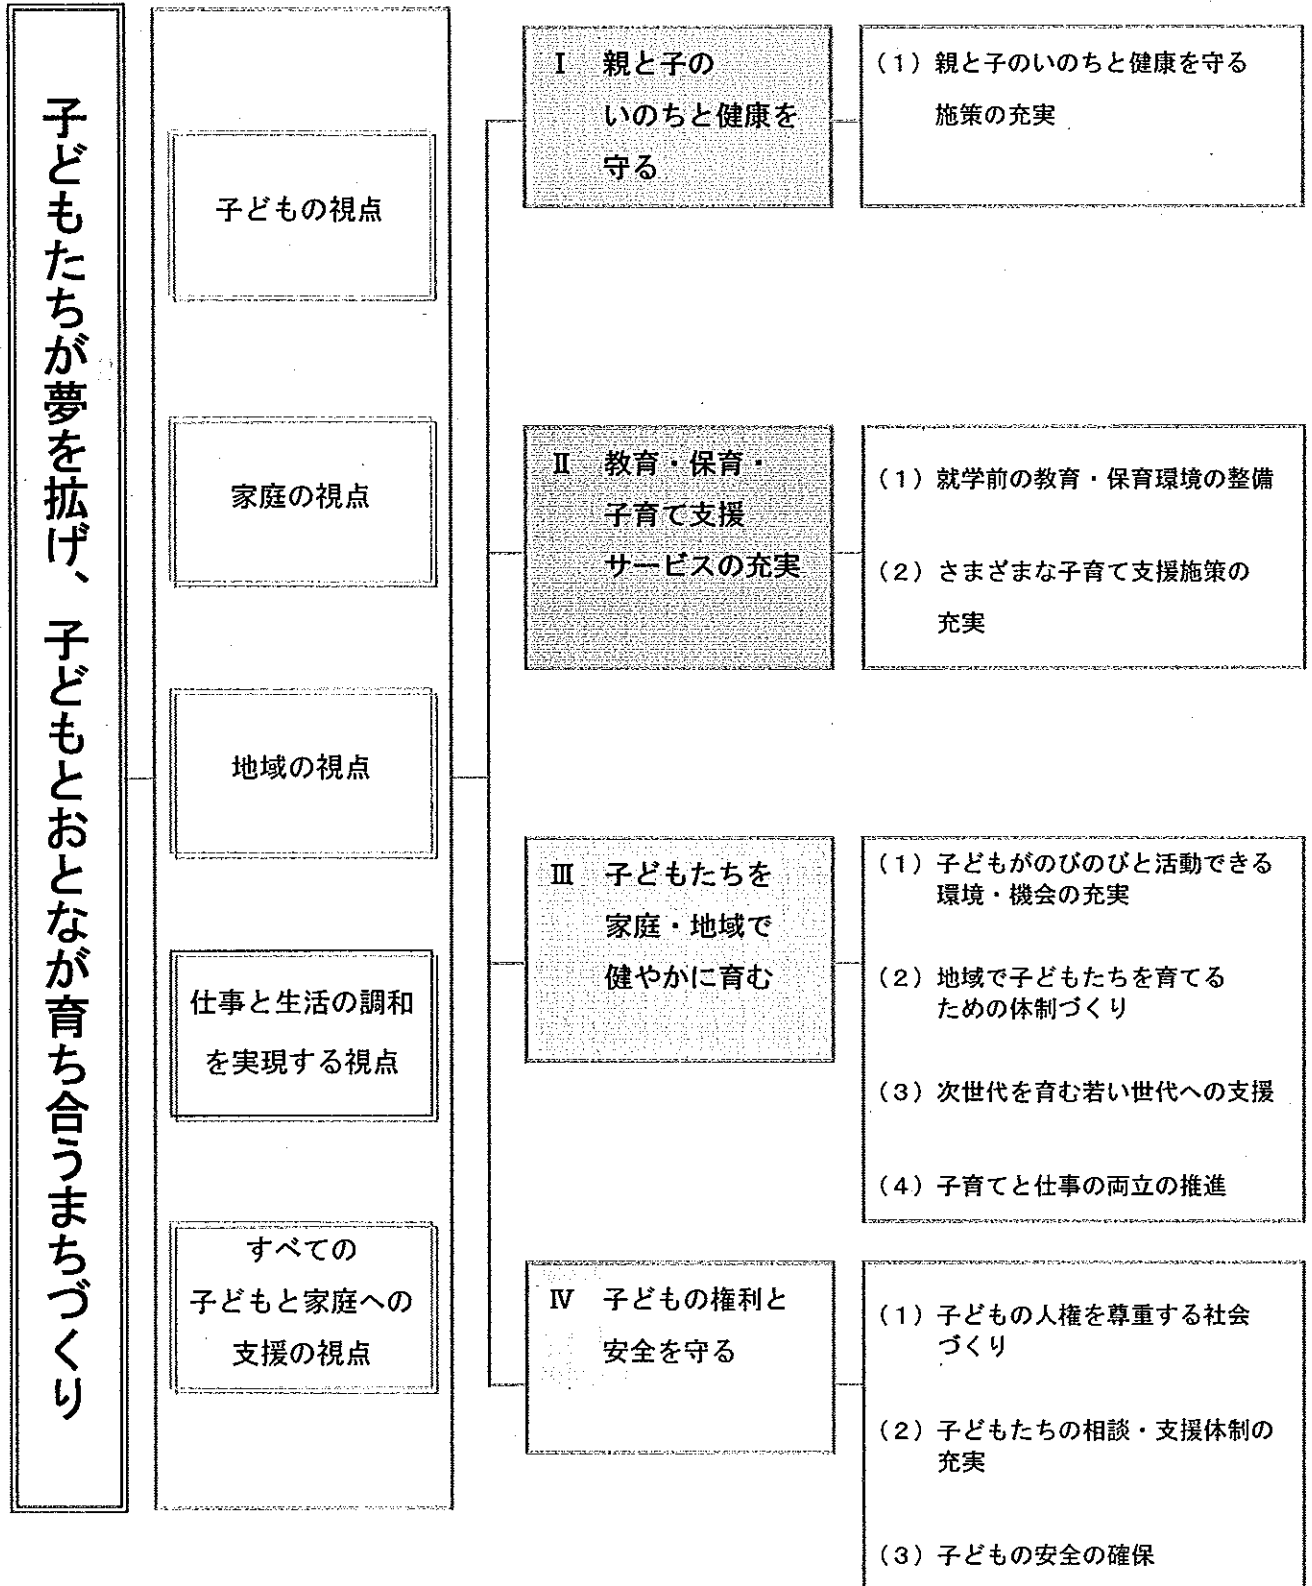 子どもたちが夢を拡げ、子どもとおとなが育ち合うまちづくり
子どもの視点
家庭の視点
地域の視点
仕事と生活の調和
を実現する視点
すべての
子どもと家庭への
支援の視点
Ⅰ 親と子の
いのちと健康を
守る
(1)親と子のいのちと健康を守る
施策の充実
Ⅱ 教育・保育・
子育て支援
サービスの充実
(1)就学前の教育・保育環境の整備
(2)さまざまな子育て支援施策の
充実
Ⅲ 子どもたちを
家庭・地域で
健やかに育む
(1)子どもがのびのびと活動できる
環境・機会の充実
(2)地域で子どもたちを育てる
ための体制づくり
(3)次世代を育む若い世代への支援
(4)子育てと仕事の両立の推進
Ⅳ 子どもの権利と
安全を守る
(1)子どもの人権を尊重する社会
づくり
(2)子どもたちの相談・支援体制の
充実
(3)子どもの安全の確保